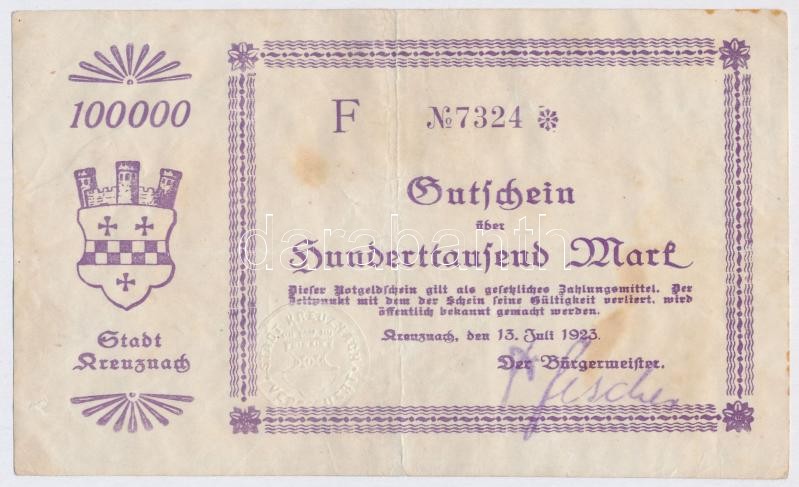 100000
F №7324 *
Gutschein
über
Hunderttausend Mark
Dieser Notgeldschein gilt als gesetzliches Zahlungsmittel. Der
Zeitpunkt mit dem der Schein seine Gültigkeit verliert, wird
öffentlich bekannt gemacht werden.
Kreuznach, den 13. Juli 1923.
Der Bürgermeister.
Stadt
Kreuznach
darabanth